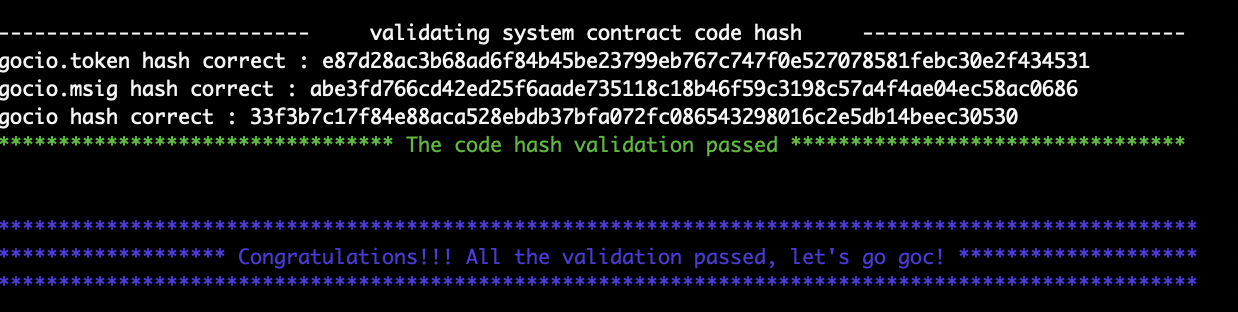 --------------------------     validating system contract code hash     ---------------------------
gocio.token hash correct : e87d28ac3b68ad6f84b45be23799eb767c747f0e527078581febc30e2f434531
gocio.msig hash correct : abe3fd766cd42ed25f6aade735118c18b46f59c3198c57a4f4ae04ec58ac0686
gocio hash correct : 33f3b7c17f84e88aca528ebdb37bfa072fc086543298016c2e5db14beec30530
********************************* The code hash validation passed *********************************
****************************************************************************************************
******************* Congratulations!!! All the validation passed, let's go goc! ********************
****************************************************************************************************